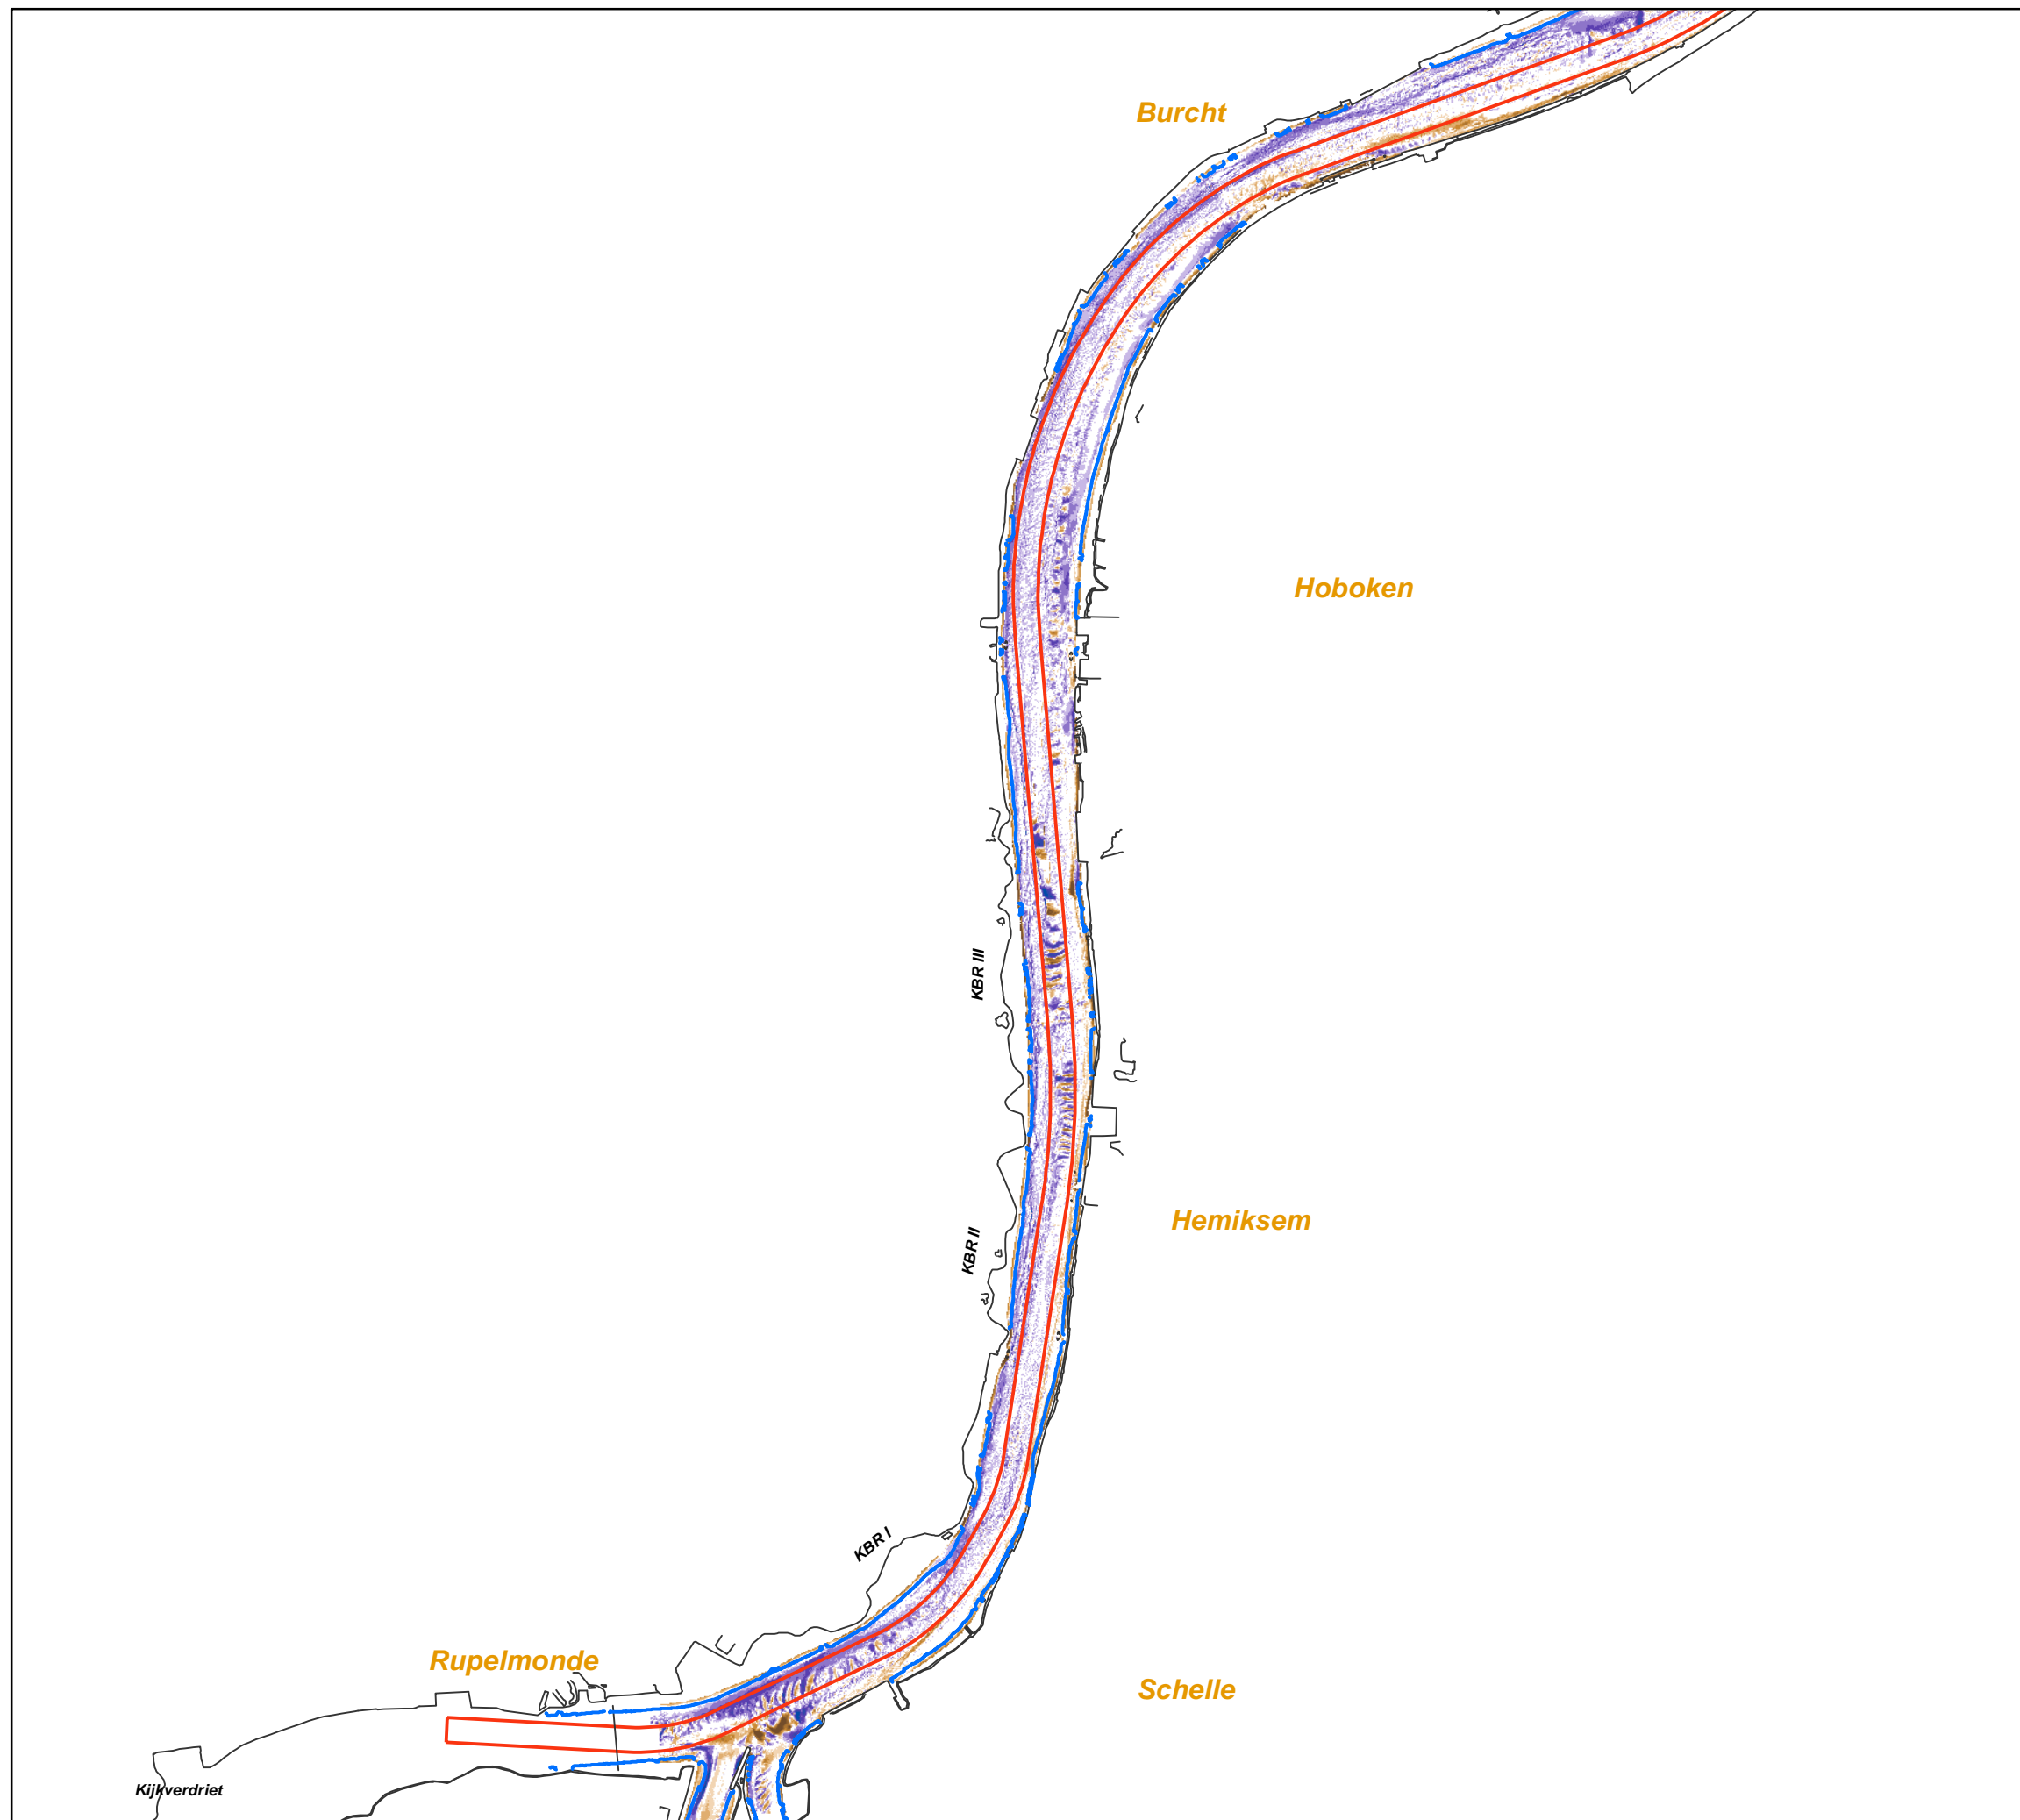 Burcht
Hoboken
KBR III
Hemiksem
KBR II
KBR I
Rupelmonde
Schelle
Kijkverdriet